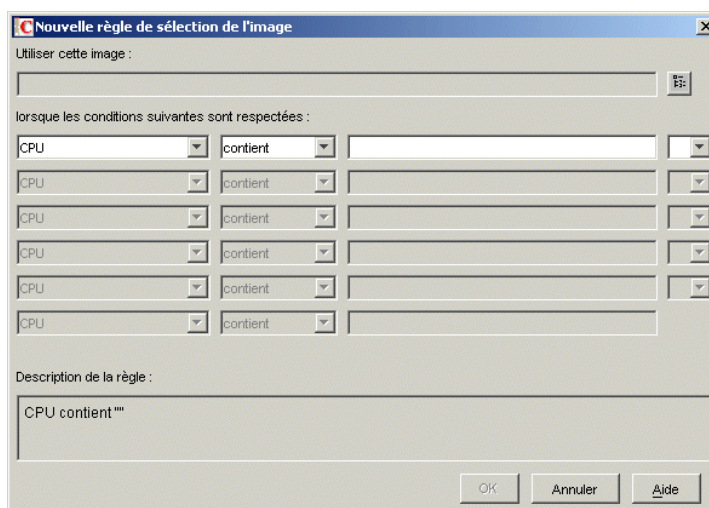 Nouvelle règle de sélection de l'image
Utiliser cette image :
lorsque les conditions suivantes sont respectées :
CPU contient
CPU contient
CPU contient
CPU contient
CPU contient
CPU contient
Description de la règle :
CPU contient ""
OK Annuler Aide